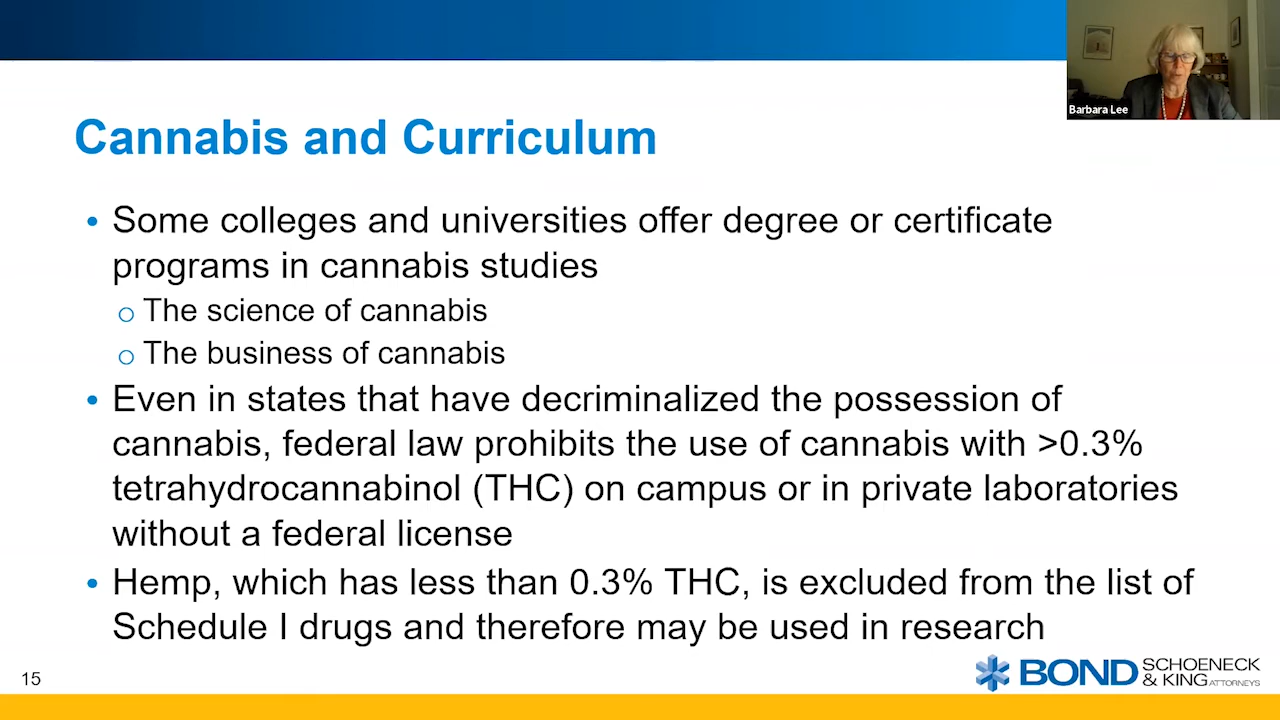 Barbara Lee
Cannabis and Curriculum
• Some colleges and universities offer degree or certificate
programs in cannabis studies
o The science of cannabis
o The business of cannabis
• Even in states that have decriminalized the possession of
cannabis, federal law prohibits the use of cannabis with >0.3%
tetrahydrocannabinol (THC) on campus or in private laboratories
without a federal license
• Hemp, which has less than 0.3% THC, is excluded from the list of
Schedule I drugs and therefore may be used in research
15
BOND SCHOENECK
& KING ATTORNEYS